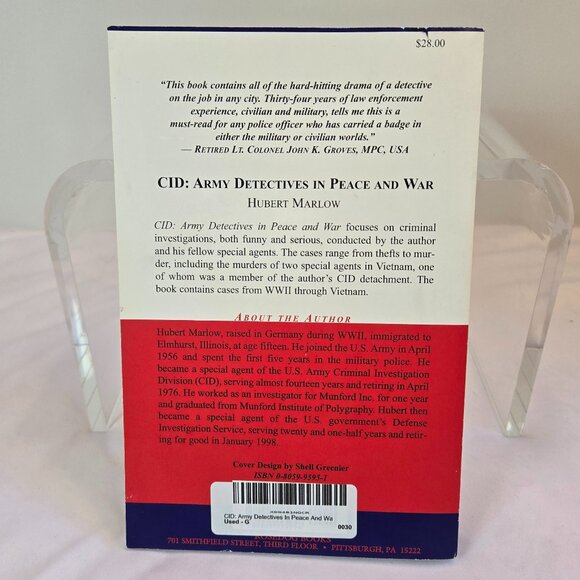 $28.00
“This book contains all of the hard-hitting drama of a detective
on the job in any city. Thirty-four years of law enforcement
experience, civilian and military, tells me this is a
must-read for any police officer who has carried a badge in
either the military or civilian worlds.”
— RETIRED LT. COLONEL JOHN K. GROVES, MPC, USA
CID: ARMY DETECTIVES IN PEACE AND WAR
HUBERT MARLOW
CID: Army Detectives in Peace and War focuses on criminal
investigations, both funny and serious, conducted by the author
and his fellow special agents. The cases range from thefts to mur-
der, including the murders of two special agents in Vietnam, one
of whom was a member of the author's CID detachment. The
book contains cases from WWII through Vietnam.
ABOUT THE AUTHOR
Hubert Marlow, raised in Germany during WWII, immigrated to
Elmhurst, Illinois, at age fifteen. He joined the U.S. Army in April
1956 and spent the first five years in the military police. He
became a special agent of the U.S. Army Criminal Investigation
Division (CID), serving almost fourteen years and retiring in April
1976. He worked as an investigator for Munford Inc. for one year
and graduated from Munford Institute of Polygraphy. Hubert then
became a special agent of the U.S. government's Defense
Investigation Service, serving twenty and one-half years and retir-
ing for good in January 1998.
Cover Design by Shell Greenier
ISBN 0-8059-9595-1
CID: Army Detectives In Peace And Wa
Used - G
0030
ROSEDOG BOOKS
701 SMITHFIELD STREET, THIRD FLOOR • PITTSBURGH, PA 15222